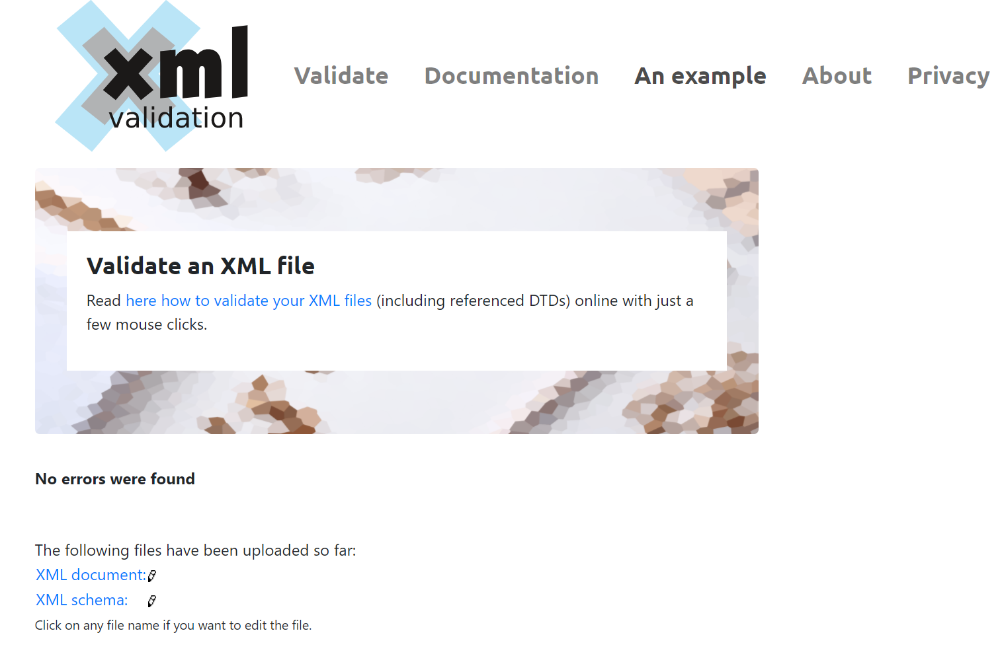 xml
validation
Validate Documentation An example About Privacy
Validate an XML file
Read here how to validate your XML files (including referenced DTDs) online with just a
few mouse clicks.
No errors were found
The following files have been uploaded so far:
XML document:
XML schema:
Click on any file name if you want to edit the file.